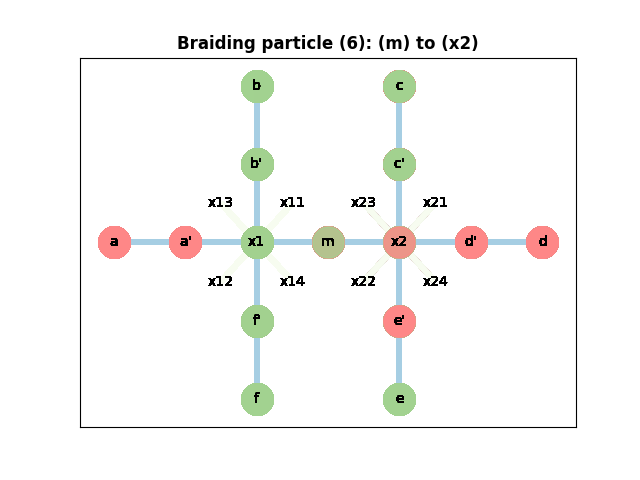 Braiding particle (6): (m) to (x2)
b c
b' c'
x13 x11 x23 x21
a a' x1 m x2 d' d
x12 x14 x22 x24
f' e'
f e